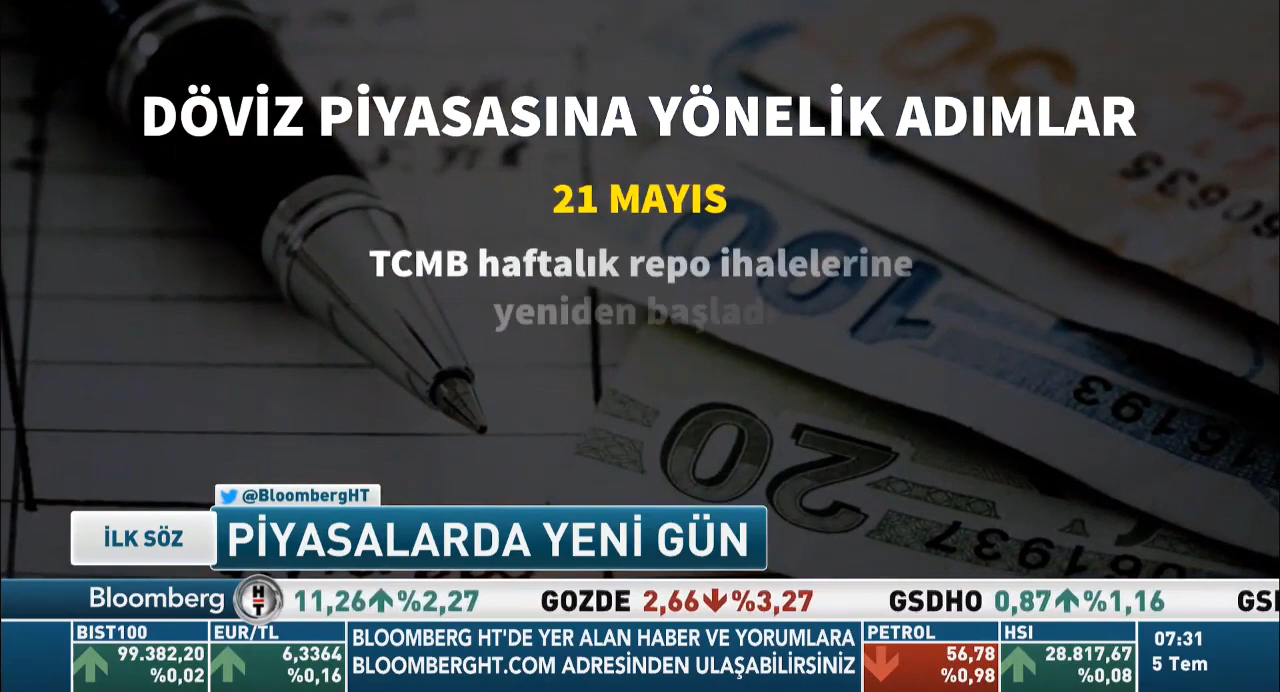 DÖVİZ PİYASASINA YÖNELİK ADIMLAR
21 MAYIS
TCMB haftalık repo ihalelerine
yeniden başladı
@BloombergHT
İLK SÖZ
PİYASALARDA YENİ GÜN
Bloomberg HT 11,26 %2,27 GOZDE 2,66 %3,27 GSDHO 0,87 %1,16
BIST100
99.382,20
%0,02
EUR/TL
6,3364
%0,16
BLOOMBERG HT'DE YER ALAN HABER VE YORUMLARA
BLOOMBERGHT.COM ADRESİNDEN ULAŞABİLİRSİNİZ
PETROL
56,78
%0,98
HSI
28.817,67
%0,08
07:31
5 Tem
100
20